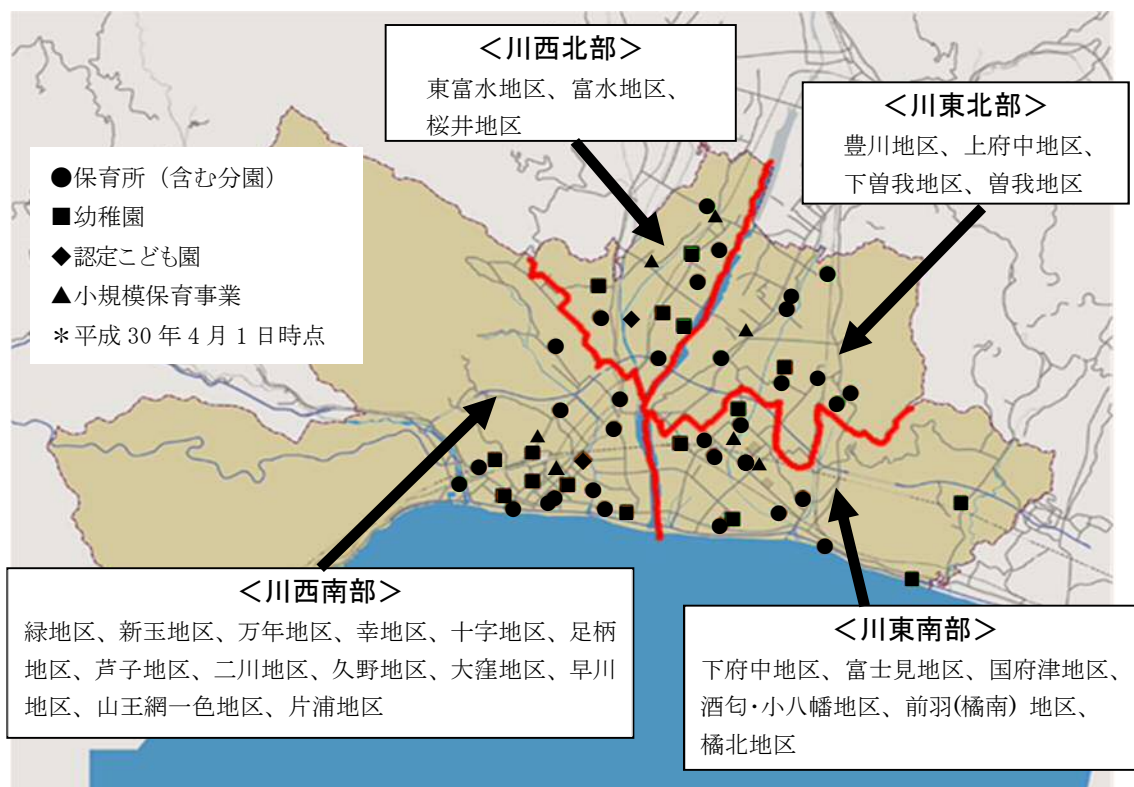 ＜川西北部＞
東富水地区、富水地区、
桜井地区
＜川東北部＞
豊川地区、上府中地区、
下曽我地区、曽我地区
●保育所（含む分園）
■幼稚園
◆認定こども園
▲小規模保育事業
＊平成 30 年 4 月 1 日時点
＜川西南部＞
緑地区、新玉地区、万年地区、幸地区、十字地区、足柄
地区、芦子地区、二川地区、久野地区、大窪地区、早川
地区、山王網一色地区、片浦地区
＜川東南部＞
下府中地区、富士見地区、国府津地区、
酒匂・小八幡地区、前羽(橘南) 地区、
橘北地区